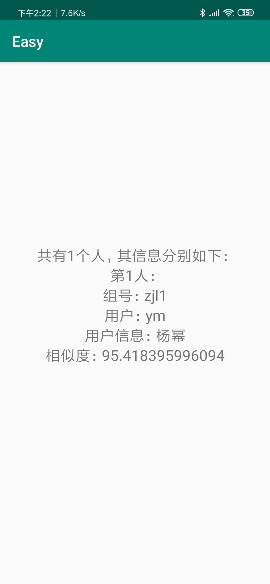 下午2:22 | 7.6K/s
35
Easy
共有1个人, 其信息分别如下:
第1人:
组号: zjl1
用户: ym
用户信息: 杨幂
相似度: 95.418395996094